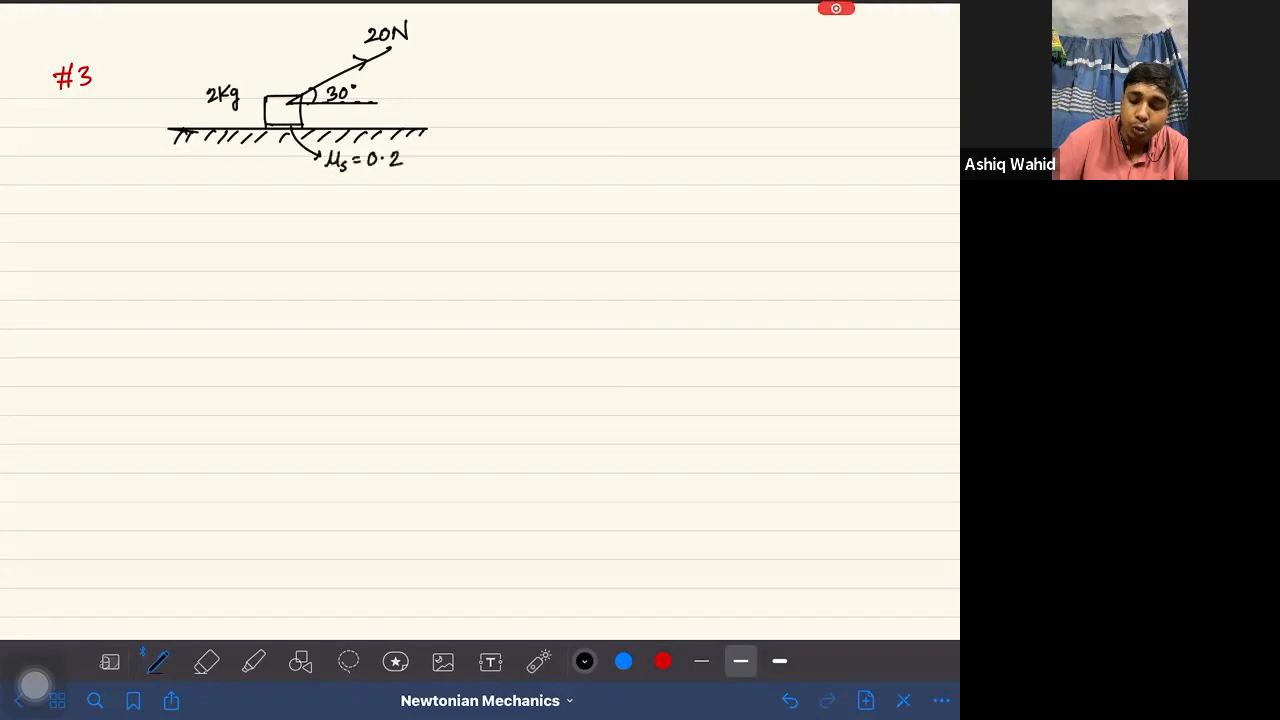 20N
#3
2Kg
30°
μs = 0.2
Ashiq Wahid
Newtonian Mechanics